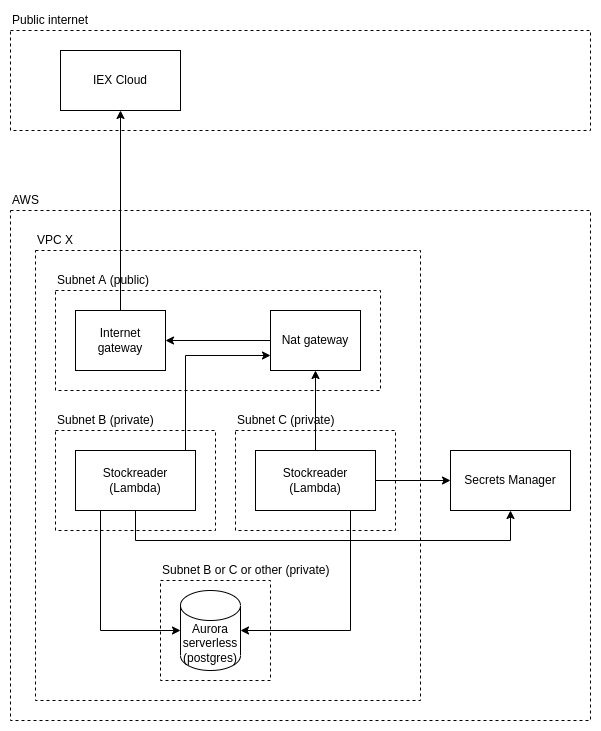 Public internet
IEX Cloud
AWS
VPC X
Subnet A (public)
Internet
gateway
Nat gateway
Subnet B (private)
Subnet C (private)
Stockreader
(Lambda)
Stockreader
(Lambda)
Secrets Manager
Subnet B or C or other (private)
Aurora
serverless
(postgres)